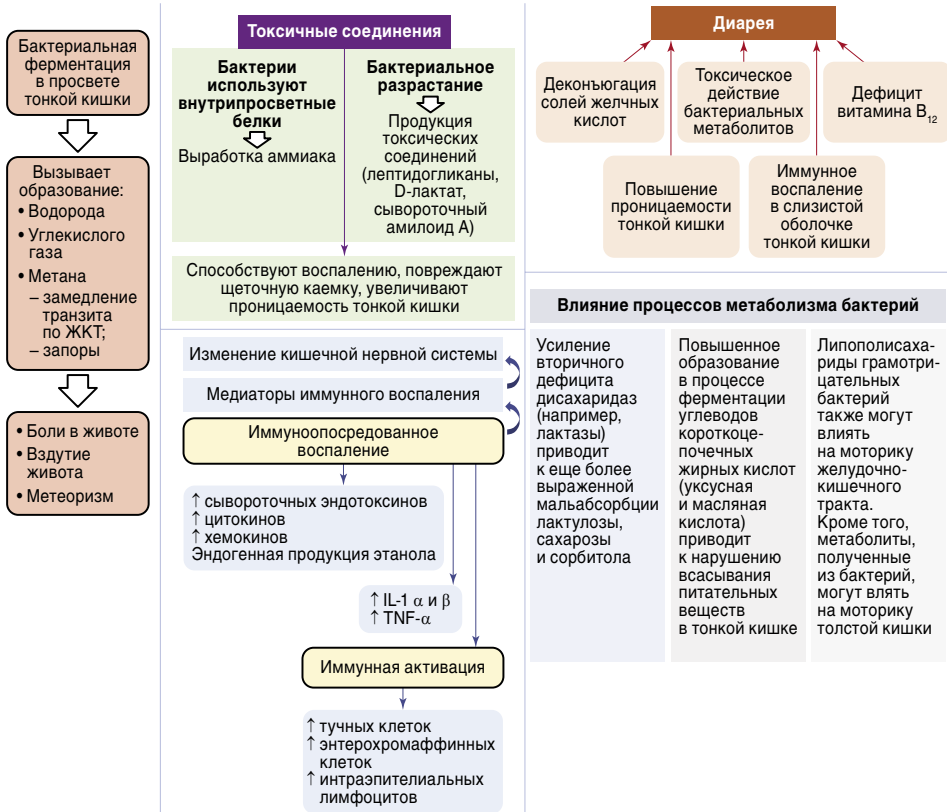 Бактериальная
ферментация
в просвете
тонкой кишки
Вызывает
образование:
• Водорода
• Углекислого
газа
• Метана
– замедление
транзита
по ЖКТ;
– запоры
• Боли в животе
• Вздутие
живота
• Метеоризм
Токсичные соединения
Бактерии
используют
внутрипросветные
белки
Выработка аммиака
Бактериальное
разрастание
Продукция
токсических
соединений
(лептидогликаны,
D-лактат,
сывороточный
амилоид А)
Способствуют воспалению, повреждают
щеточную каемку, увеличивают
проницаемость тонкой кишки
Изменение кишечной нервной системы
Медиаторы иммунного воспаления
Иммуноопосредованное
воспаление
↑ сывороточных эндотоксинов
↑ цитокинов
↑ хемокинов
Эндогенная продукция этанола
↑ IL-1 α и β
↑ TNF-α
Иммунная активация
↑ тучных клеток
↑ энтерохромаффинных
клеток
↑ интраэпителиальных
лимфоцитов
Диарея
Деконъюгация
солей желчных
кислот
Токсическое
действие
бактериальных
метаболитов
Дефицит
витамина B12
Повышение
проницаемости
тонкой кишки
Иммунное
воспаление
в слизистой
оболочке
тонкой кишки
Влияние процессов метаболизма бактерий
Усиление
вторичного
дефицита
дисахаридаз
(например,
лактазы)
приводит
к еще более
выраженной
мальабсорбции
лактулозы,
сахарозы
и сорбитола
Повышенное
образование
в процессе
ферментации
углеводов
короткоце-
почечных
жирных кислот
(уксусная
и масляная
кислота)
приводит
к нарушению
всасывания
питательных
веществ
в тонкой кишке
Липополисаха-
риды грамотри-
цательных
бактерий
также могут
влиять
на моторику
желудочно-
кишечного
тракта.
Кроме того,
метаболиты,
полученные
из бактерий,
могут влять
на моторику
толстой кишки